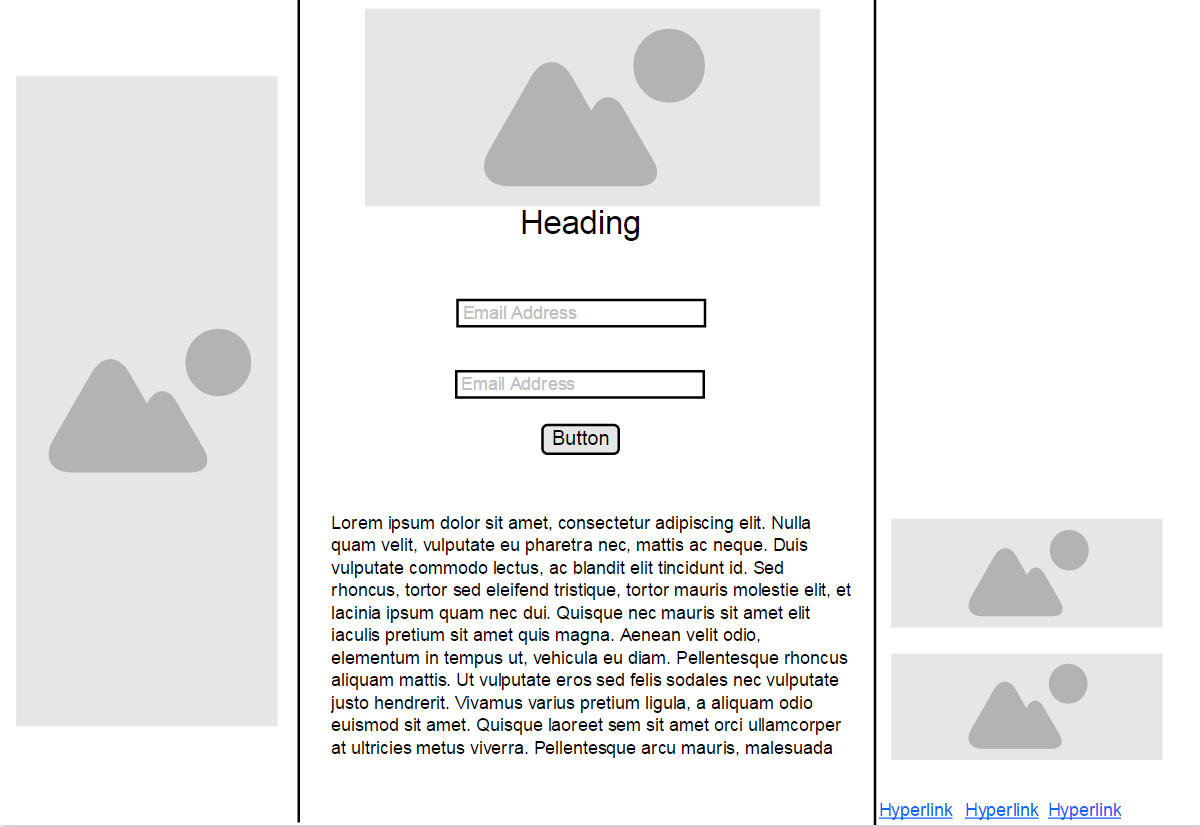 Heading
Email Address
Email Address
Button
Lorem ipsum dolor sit amet, consectetur adipiscing elit. Nulla
quam velit, vulputate eu pharetra nec, mattis ac neque. Duis
vulputate commodo lectus, ac blandit elit tincidunt id. Sed
rhoncus, tortor sed eleifend tristique, tortor mauris molestie elit, et
lacinia ipsum quam nec dui. Quisque nec mauris sit amet elit
iaculis pretium sit amet quis magna. Aenean velit odio,
elementum in tempus ut, vehicula eu diam. Pellentesque rhoncus
aliquam mattis. Ut vulputate eros sed felis sodales nec vulputate
justo hendrerit. Vivamus varius pretium ligula, a aliquam odio
euismod sit amet. Quisque laoreet sem sit amet orci ullamcorper
at ultricies metus viverra. Pellentesque arcu mauris, malesuada
Hyperlink Hyperlink Hyperlink